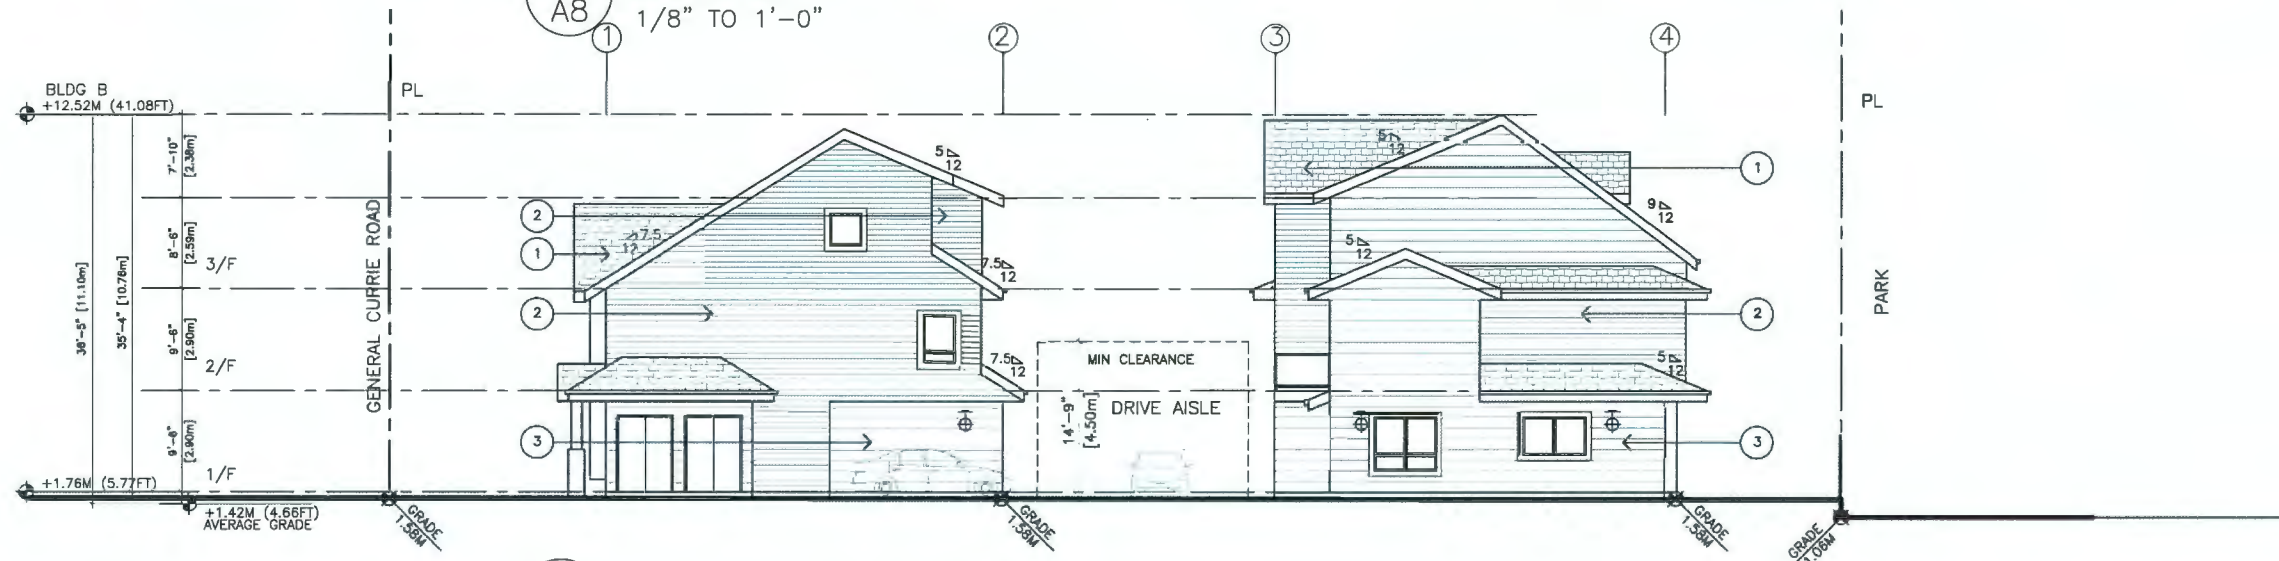 A8
1/8" TO 1'-0"
1
2
3
4
BLDG B
+12.52M (41.08FT)
PL
PL
7'-10"
[2.38m]
8'-6"
[2.59m]
9'-6"
[2.90m]
9'-6"
[2.90m]
36'-5" [11.10m]
35'-4" [10.76m]
3/F
2/F
1/F
GENERAL CURRIE ROAD
+1.76M (5.77FT)
+1.42M (4.66FT)
AVERAGE GRADE
2
1
2
3
7.5
12
5
12
7.5
12
7.5
12
MIN CLEARANCE
DRIVE AISLE
14'-9"
[4.50m]
5
12
5
12
9
12
5
12
1
2
3
PARK
GRADE
1.58M
GRADE
1.58M
GRADE
1.58M
GRADE
.06M